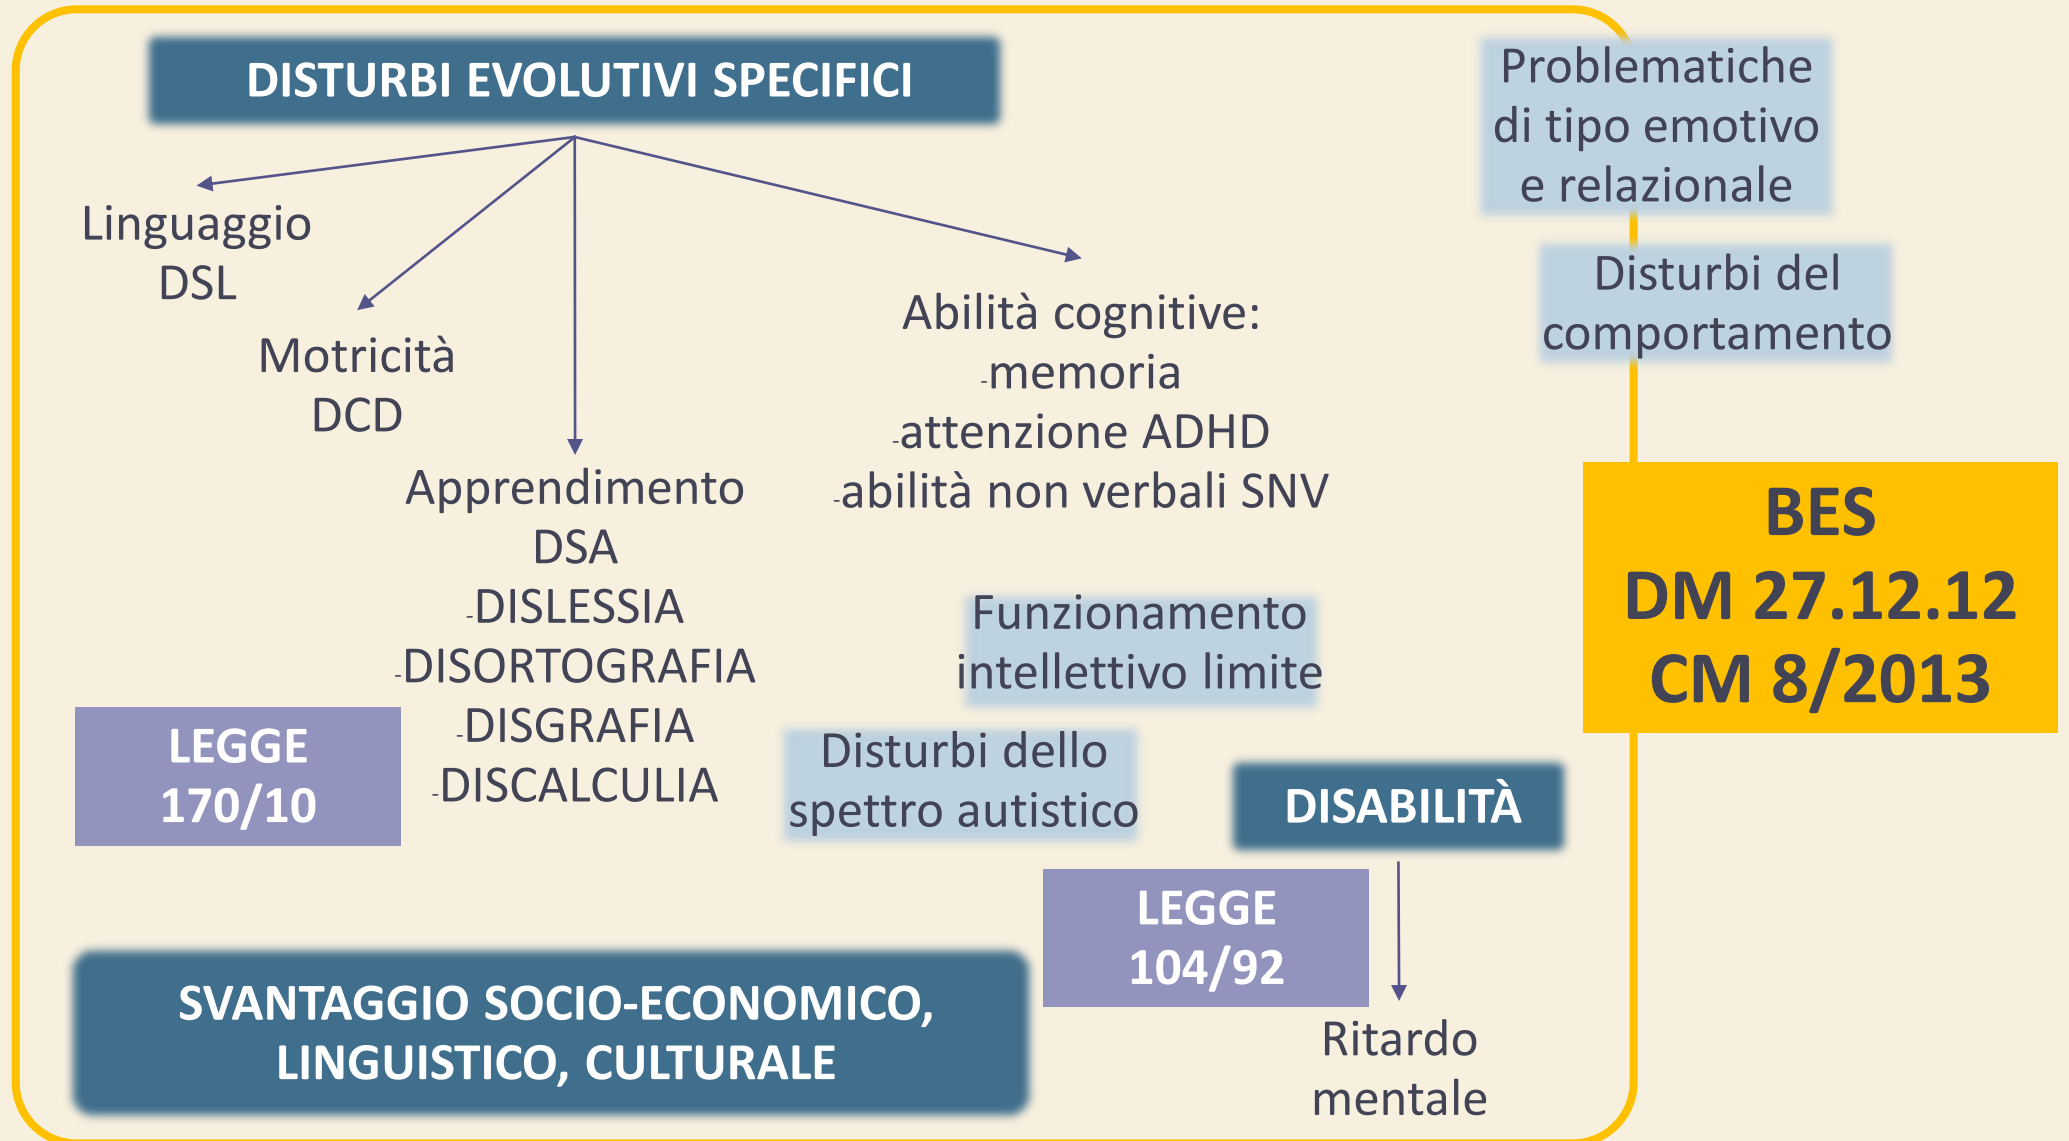 DISTURBI EVOLUTIVI SPECIFICI
Linguaggio
DSL
Motricità
DCD
Apprendimento
DSA
-DISLESSIA
-DISORTOGRAFIA
-DISGRAFIA
-DISCALCULIA
Abilità cognitive:
-memoria
-attenzione ADHD
-abilità non verbali SNV
Problematiche
di tipo emotivo
e relazionale
Disturbi del
comportamento
BES
DM 27.12.12
CM 8/2013
Funzionamento
intellettivo limite
LEGGE
170/10
Disturbi dello
spettro autistico
DISABILITÀ
LEGGE
104/92
Ritardo
mentale
SVANTAGGIO SOCIO-ECONOMICO,
LINGUISTICO, CULTURALE